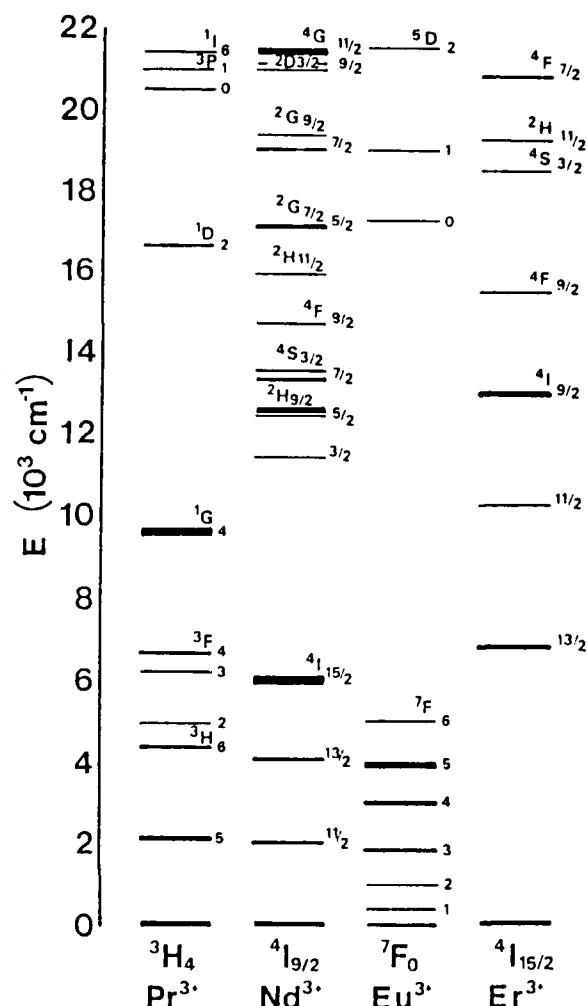 E (10³ cm⁻¹)
22
20
18
16
14
12
10
8
6
4
2
0
¹I 6
³P 1
0
¹D 2
¹G 4
³F 4
3
2
³H 6
5
³H₄
Pr³⁺
⁴G 11/2
²D3/2 9/2
²G 9/2
7/2
²G 7/2 5/2
²H 11/2
⁴F 9/2
⁴S 3/2
7/2
²H 9/2
5/2
3/2
⁴I 15/2
13/2
11/2
⁴I₉/₂
Nd³⁺
⁵D 2
1
0
⁷F 6
5
4
3
2
1
⁷F₀
Eu³⁺
⁴F 7/2
²H 11/2
⁴S 3/2
⁴F 9/2
⁴I 9/2
11/2
13/2
⁴I₁₅/₂
Er³⁺